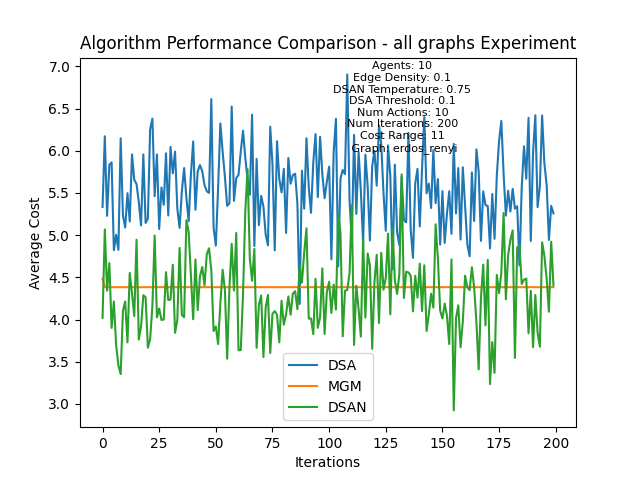 Algorithm Performance Comparison - all graphs Experiment
Agents: 10
Edge Density: 0.1
DSAN Temperature: 0.75
DSA Threshold: 0.1
Num Actions: 10
Num Iterations: 200
Cost Range: 11
Graph: erdos_renyi
7.0
6.5
6.0
5.5
5.0
4.5
4.0
3.5
3.0
Average Cost
DSA
MGM
DSAN
0 25 50 75 100 125 150 175 200
Iterations